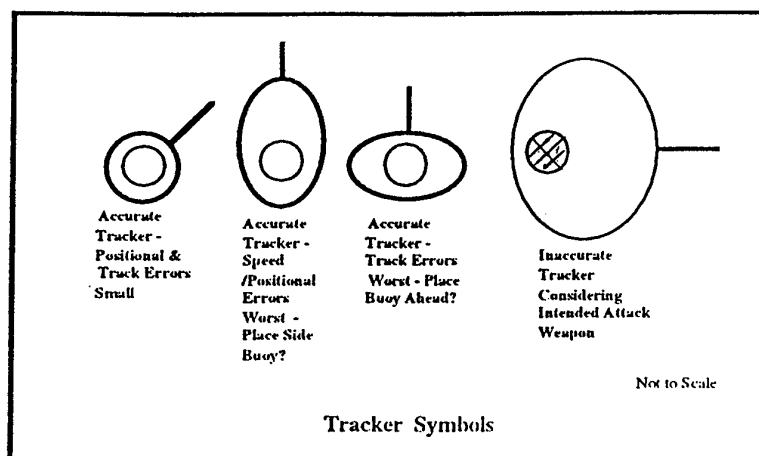 Accurate
Tracker -
Positional &
Track Errors
Small
Accurate
Tracker -
Speed
/Positional
Errors
Worst -
Place Side
Buoy?
Accurate
Tracker -
Track Errors
Worst - Place
Buoy Ahead?
Inaccurate
Tracker
Considering
Intended Attack
Weapon
Not to Scale
Tracker Symbols